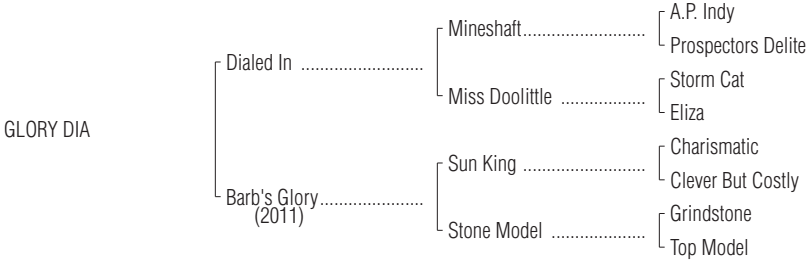 A.P. Indy
Mineshaft........................
Prospectors Delite
Dialed In ........................
Storm Cat
Miss Doolittle .................
Eliza
GLORY DIA
Charismatic
Sun King ........................
Clever But Costly
Barb's Glory....................
(2011)
Grindstone
Stone Model ...................
Top Model